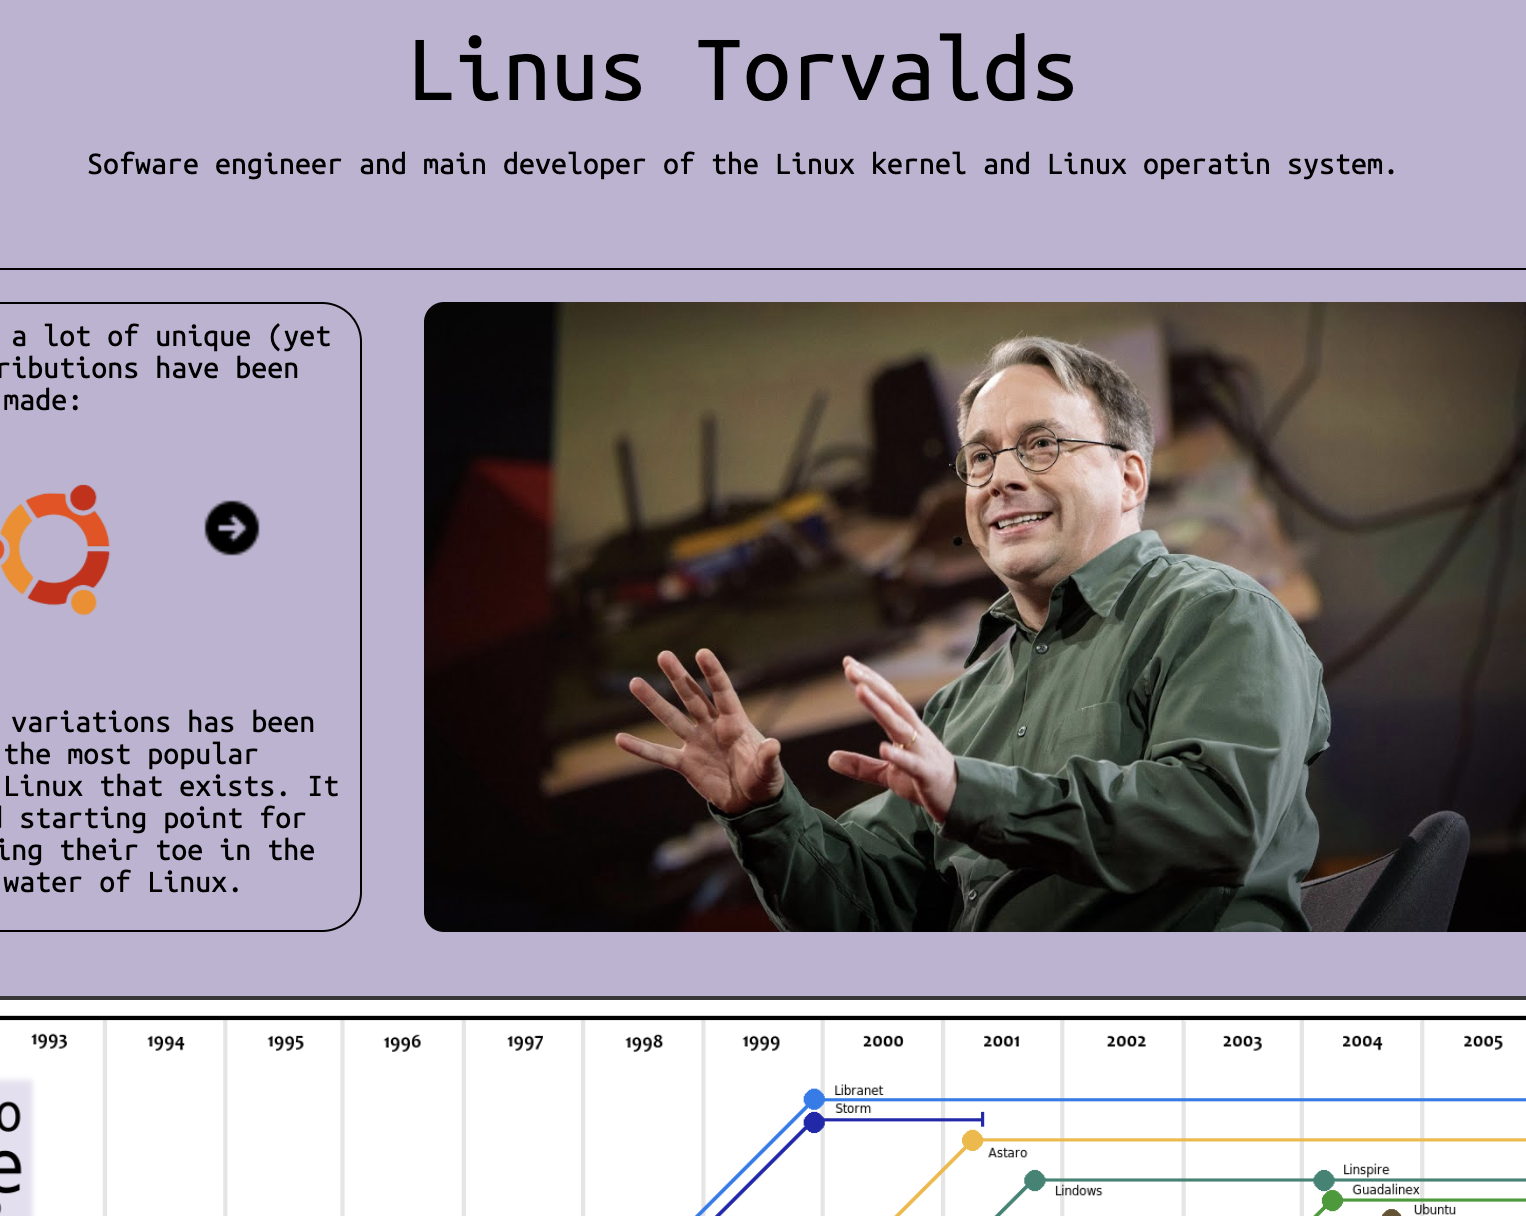 Linus Torvalds
Sofware engineer and main developer of the Linux kernel and Linux operatin system.
a lot of unique (yet
ributions have been
made:
variations has been
the most popular
Linux that exists. It
starting point for
ing their toe in the
water of Linux.
1993 1994 1995 1996 1997 1998 1999 2000 2001 2002 2003 2004 2005
Libranet
Storm
Astaro
Linspire
Lindows
Guadalinex
Ubuntu